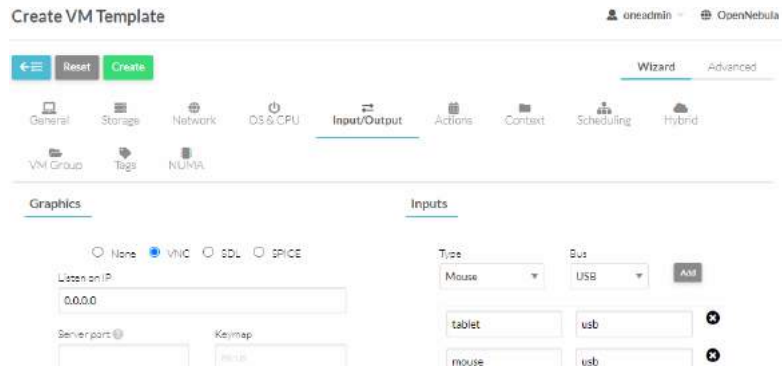 Create VM Template
oneadmin
OpenNebula
Reset
Create
Wizard
Advanced
General
Storage
Network
OS & CPU
Input/Output
Actions
Context
Scheduling
Hybrid
VM Group
Tags
NUMA
Graphics
None
VNC
SDL
SPICE
Listen on IP
0.0.0.0
Server port
Keymap
Inputs
Type
Bus
Mouse
USB
Add
tablet
usb
mouse
usb